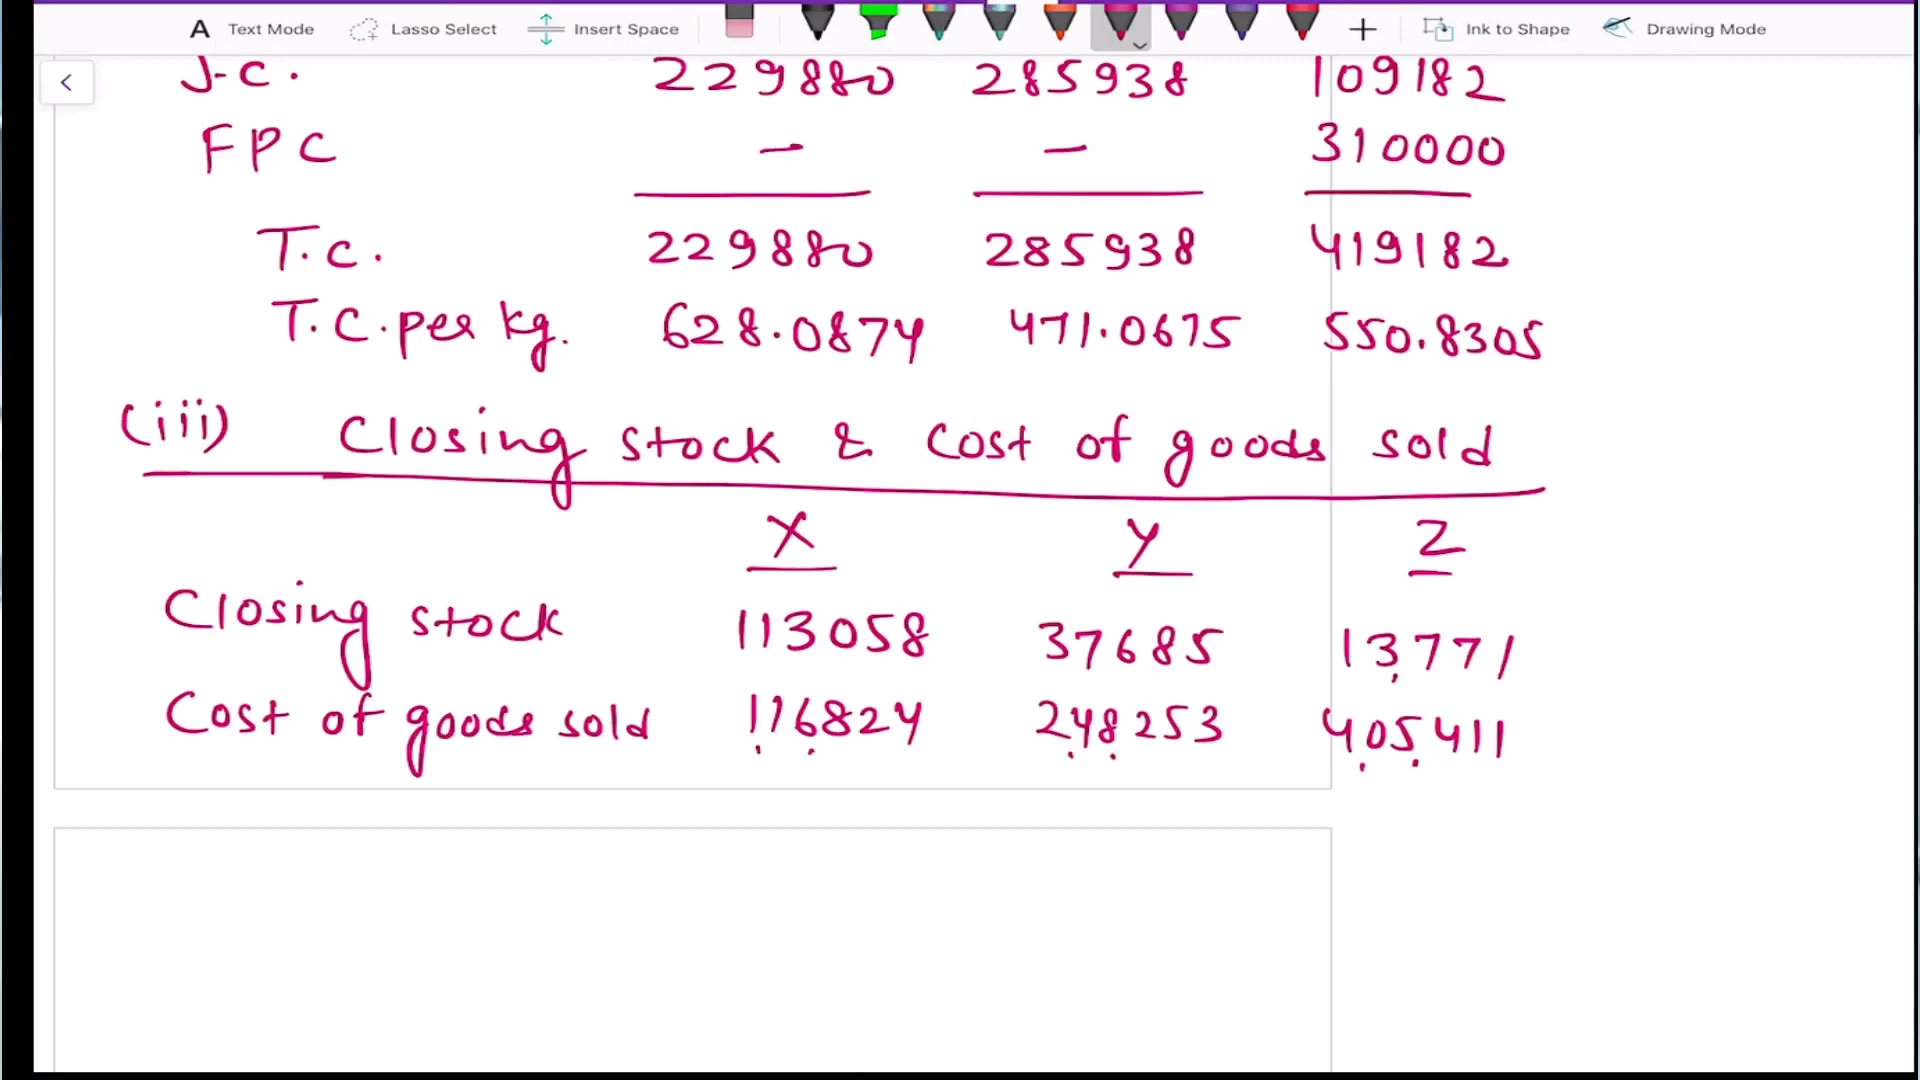 A Text Mode Lasso Select Insert Space Ink to Shape Drawing Mode
J.C. 229880 285938 109182
FPC - - 310000
T.C. 229880 285938 419182
T.C. per kg. 628.0874 471.0675 550.8305
(iii) Closing stock & Cost of goods sold
X Y Z
Closing stock 113058 37685 13,771
Cost of goods sold 116824 248253 405411